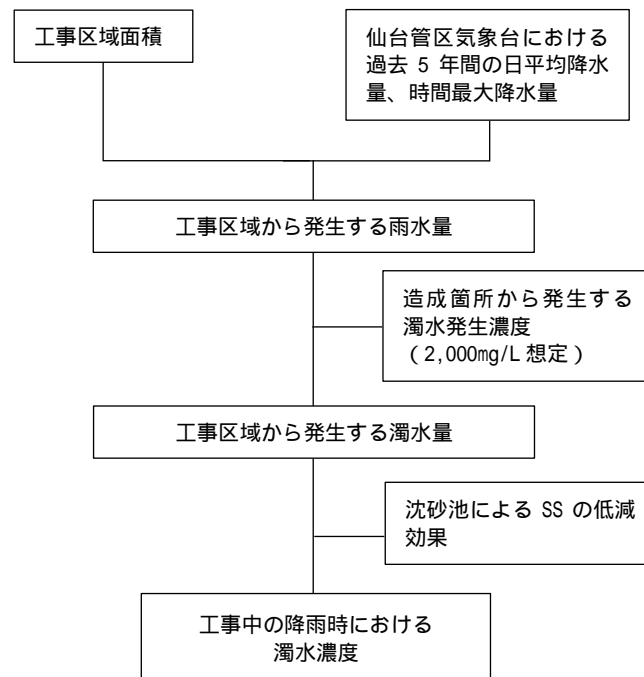 工事区域面積
仙台管区気象台における
過去 5 年間の日平均降水
量、時間最大降水量
工事区域から発生する雨水量
造成箇所から発生する
濁水発生濃度
（2,000mg/L 想定）
工事区域から発生する濁水量
沈砂池による SS の低減
効果
工事中の降雨時における
濁水濃度